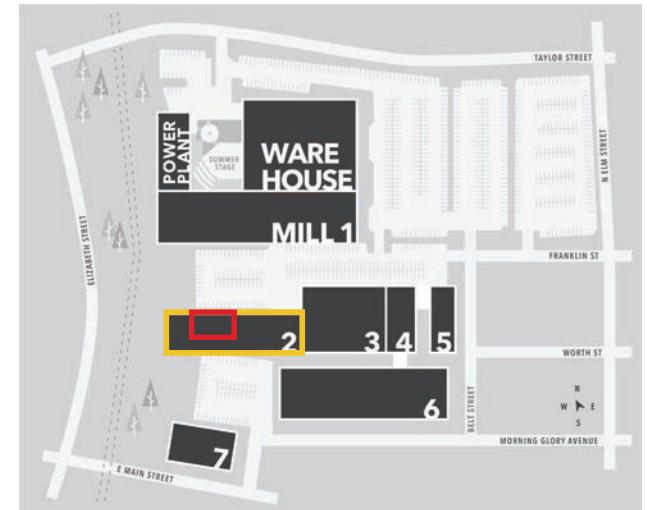 TAYLOR STREET
N ELM STREET
POWER
PLANT
SUMMER
STAGE
WARE
HOUSE
MILL 1
ELIZABETH STREET
FRANKLIN ST
2
3
4
5
WORTH ST
6
BELT STREET
N
W E
S
MORNING GLORY AVENUE
7
E MAIN STREET